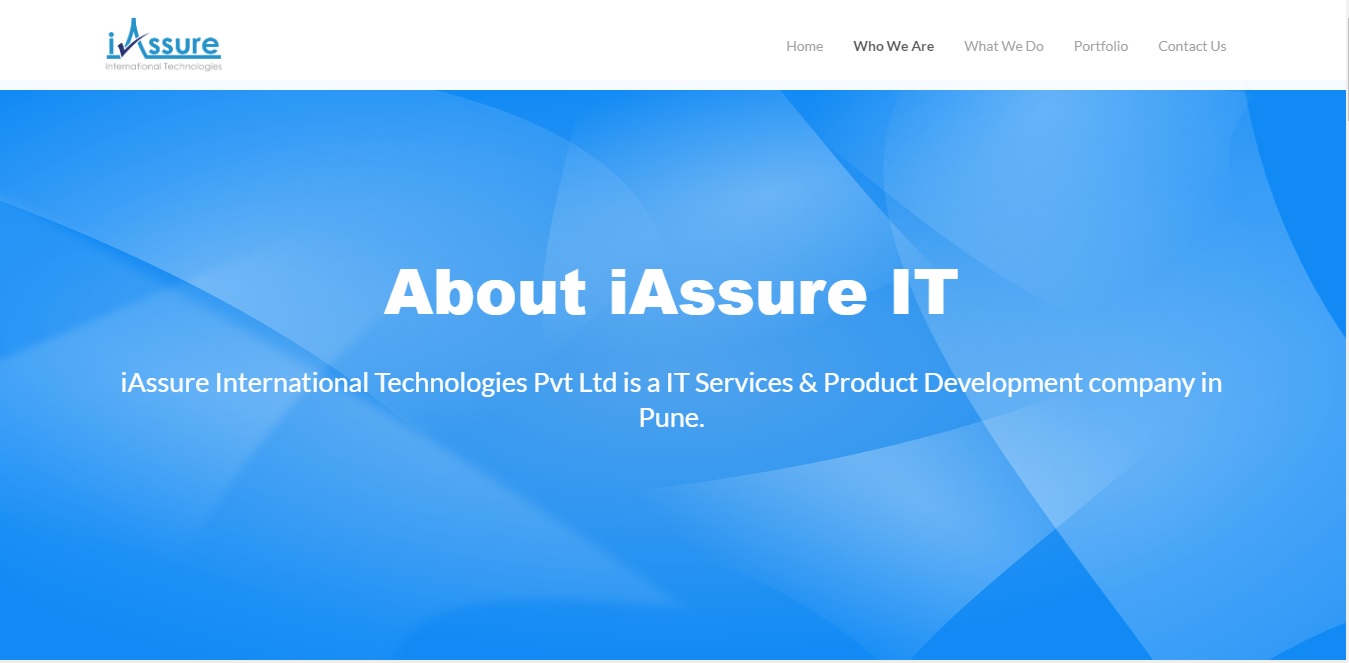 iAssure
International Technologies
Home Who We Are What We Do Portfolio Contact Us
About iAssure IT
iAssure International Technologies Pvt Ltd is a IT Services & Product Development company in
Pune.